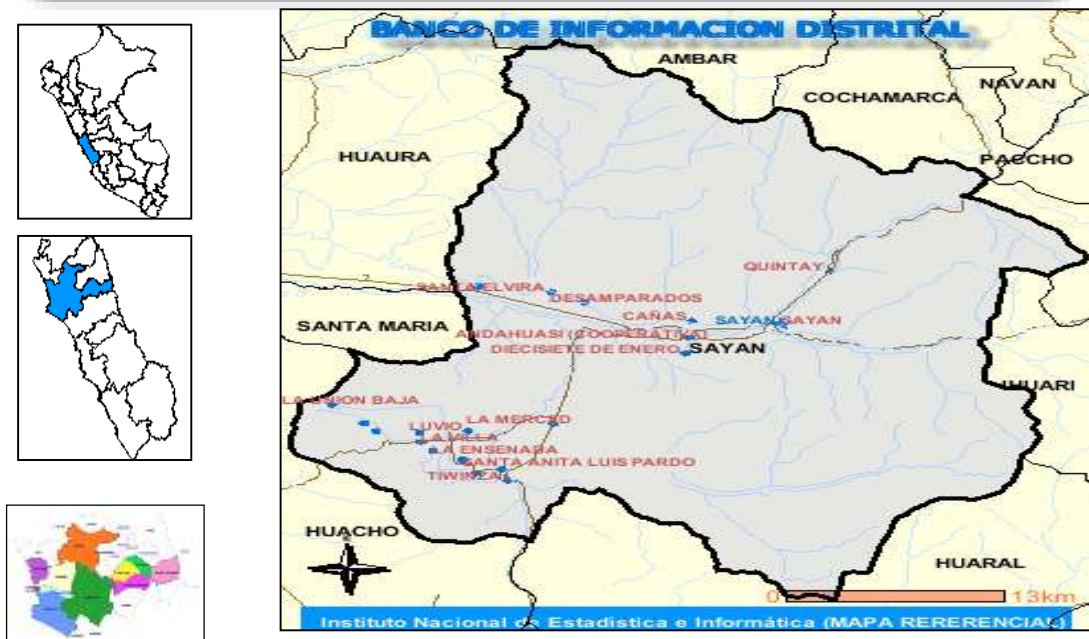 BANCO DE INFORMACION DISTRITAL
AMBAR
NAVAN
COCHAMARCA
HUAURA
PACCHO
QUINTAY
SANTA ELVIRA
DESAMPARADOS
CAÑAS
SAYAN SAYAN
SANTA MARIA
ANDAHUASI (COOPERATIVA)
DIECISIETE DE ENERO
SAYAN
IHUARI
LA UNION BAJA
LA MERCED
LUVIO
LA VILLA
LA ENSENADA
SANTA ANITA LUIS PARDO
TIWINZA
HUACHO
HUARAL
0 13km
Instituto Nacional de Estadística e Informática (MAPA RERERENCIAL)